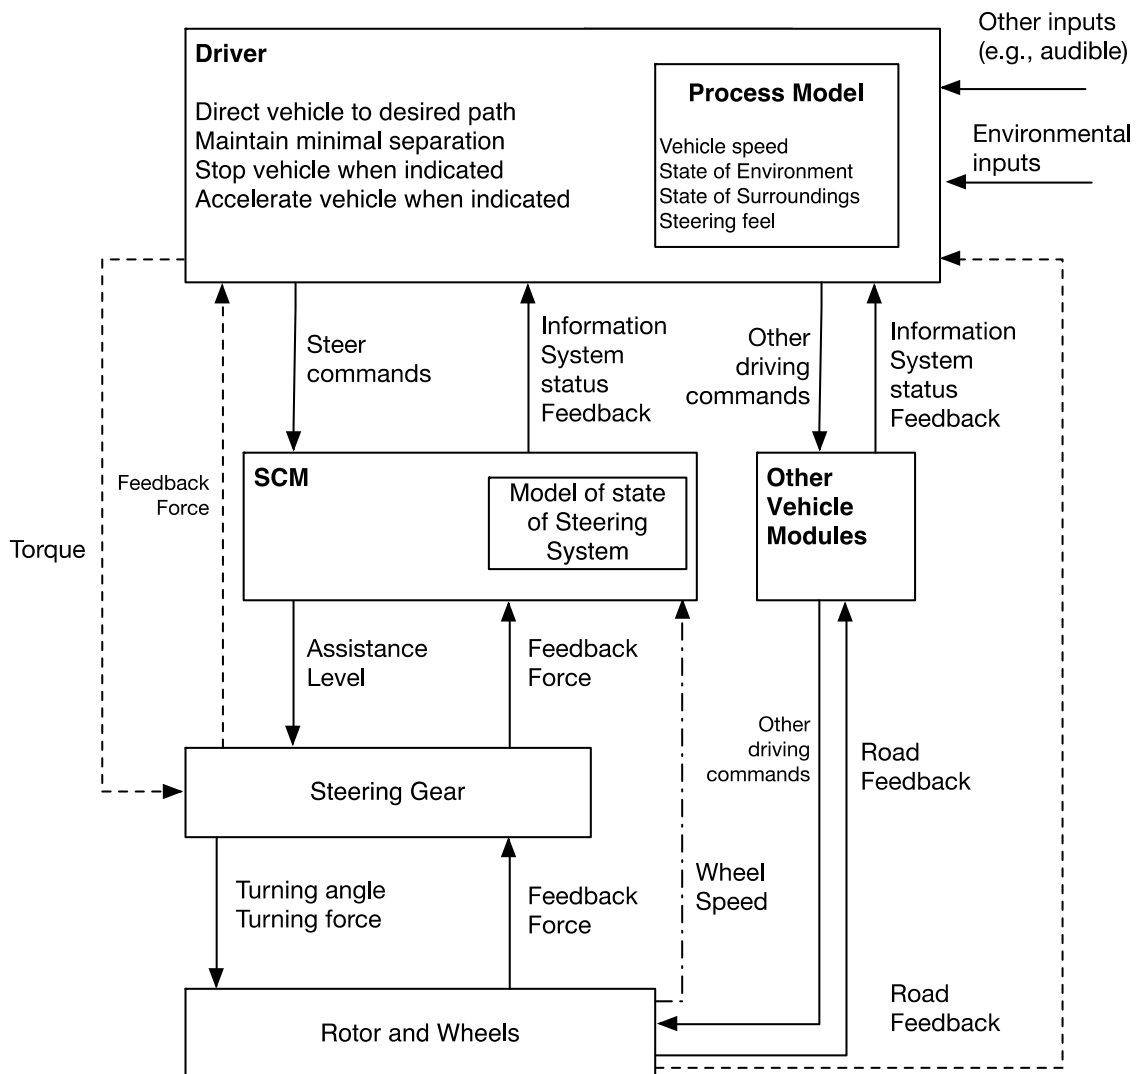 Other inputs
(e.g., audible)
Driver
Direct vehicle to desired path
Maintain minimal separation
Stop vehicle when indicated
Accelerate vehicle when indicated
Process Model
Vehicle speed
State of Environment
State of Surroundings
Steering feel
Environmental
inputs
Steer
commands
Information
System
status
Feedback
Other
driving
commands
Information
System
status
Feedback
Feedback
Force
Torque
SCM
Model of state
of Steering
System
Other
Vehicle
Modules
Assistance
Level
Feedback
Force
Other
driving
commands
Road
Feedback
Steering Gear
Turning angle
Turning force
Feedback
Force
Wheel
Speed
Road
Feedback
Rotor and Wheels